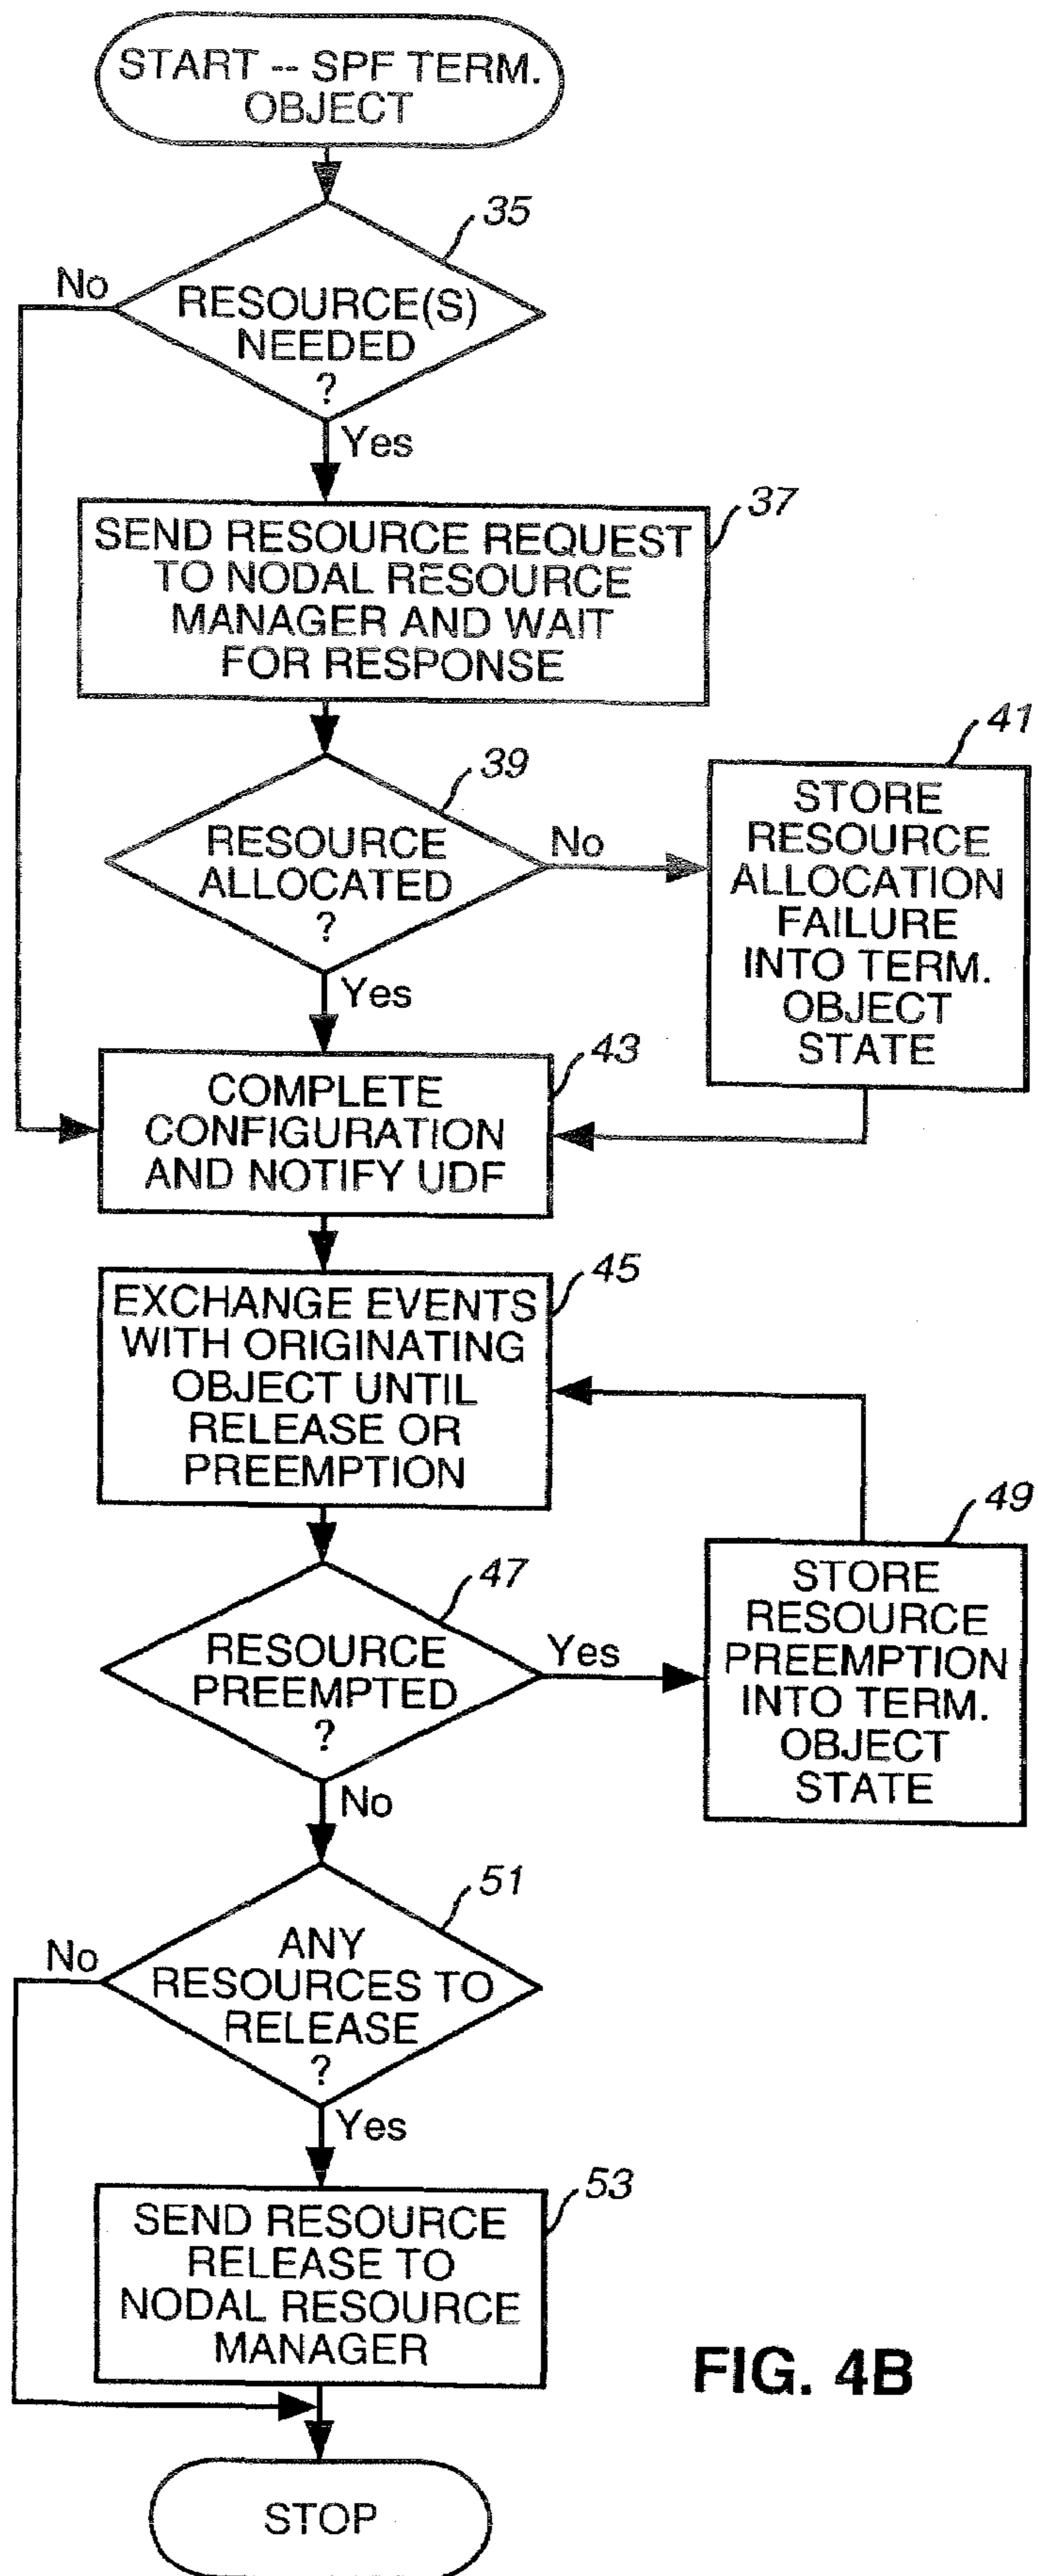 START -- SPF TERM.
OBJECT
35
No
RESOURCE(S)
NEEDED
?
Yes
37
SEND RESOURCE REQUEST
TO NODAL RESOURCE
MANAGER AND WAIT
FOR RESPONSE
39
RESOURCE
ALLOCATED
?
No
41
STORE
RESOURCE
ALLOCATION
FAILURE
INTO TERM.
OBJECT
STATE
Yes
43
COMPLETE
CONFIGURATION
AND NOTIFY UDF
45
EXCHANGE EVENTS
WITH ORIGINATING
OBJECT UNTIL
RELEASE OR
PREEMPTION
47
RESOURCE
PREEMPTED
?
Yes
49
STORE
RESOURCE
PREEMPTION
INTO TERM.
OBJECT
STATE
No
51
No
ANY
RESOURCES TO
RELEASE
?
Yes
53
SEND RESOURCE
RELEASE TO
NODAL RESOURCE
MANAGER
FIG. 4B
STOP